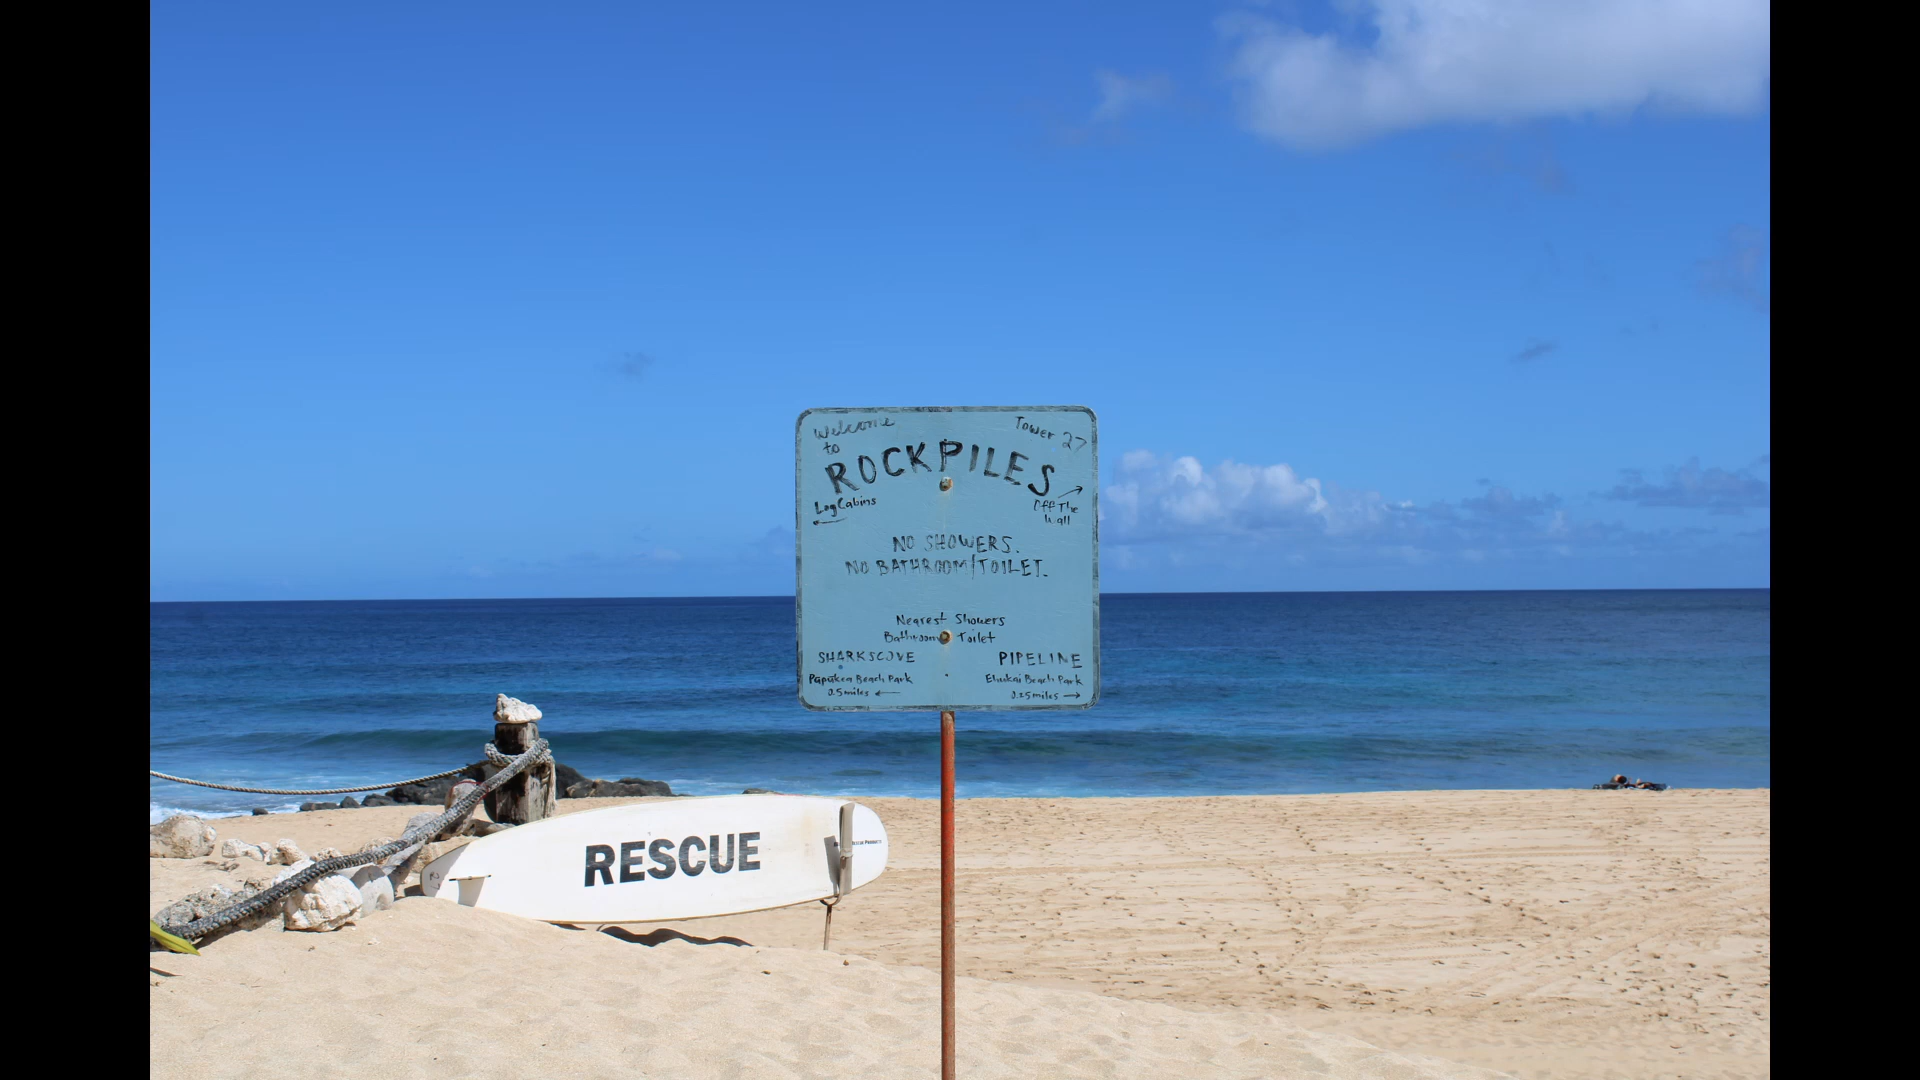 Welcome
to
Tower 27
ROCKPILES
Log Cabins
Off The
Wall
NO SHOWERS.
NO BATHROOM/TOILET.
Nearest Showers
Bathroom Toilet
SHARKSCOVE
Pupukea Beach Park
0.5 miles ←
PIPELINE
Ehukai Beach Park
0.25 miles →
RESCUE